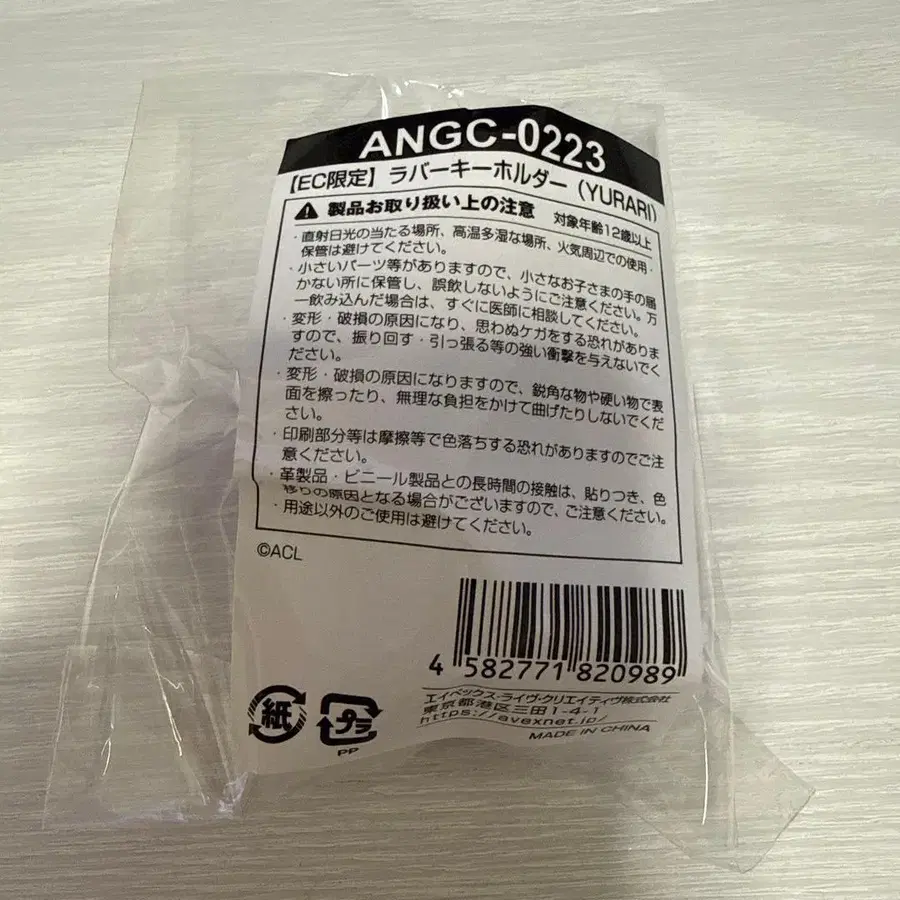 ANGC-0223
【EC限定】ラバーキーホルダー（YURARI）
製品お取り扱い上の注意 対象年齢12歳以上
・直射日光の当たる場所、高温多湿な場所、火気周辺での使用・
保管は避けてください。
・小さいパーツ等がありますので、小さなお子さまの手の届
かない所に保管し、誤飲しないようにご注意ください。万
一飲み込んだ場合は、すぐに医師に相談してください。
・変形・破損の原因になり、思わぬケガをする恐れがありま
すので、振り回す・引っ張る等の強い衝撃を与えないでく
ださい。
・変形・破損の原因になりますので、鋭角な物や硬い物で表
面を擦ったり、無理な負担をかけて曲げたりしないでくだ
さい。
・印刷部分等は摩擦等で色落ちする恐れがありますのでご注
意ください。
・革製品・ビニール製品との長時間の接触は、貼りつき、色
移りの原因となる場合がございますので、ご注意ください。
・用途以外のご使用は避けてください。
©ACL
4 582771 820989
エイベックス・ライヴ・クリエイティヴ株式会社
東京都港区三田1-4-1
https://avexnet.jp/
MADE IN CHINA
紙
プラ
PP